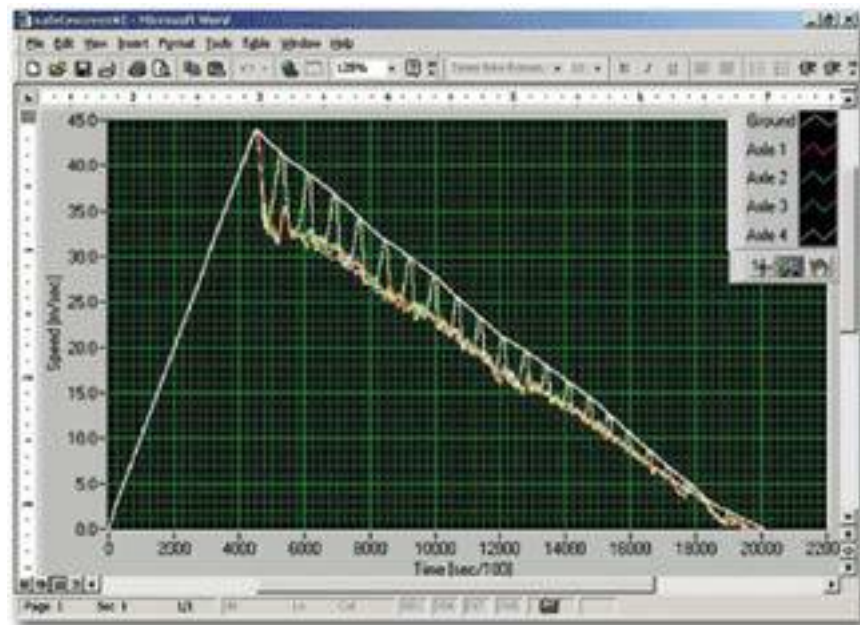 Microsoft Word
File Edit View Insert Format Tools Table Window Help
128%
45.0
40.0
35.0
30.0
25.0
20.0
15.0
10.0
5.0
0.0
Speed
0 2000 4000 6000 8000 10000 12000 14000 16000 18000 20000
Time [sec/100]
Ground
Axle 1
Axle 2
Axle 3
Axle 4
Page 1 Sec 1 1/1